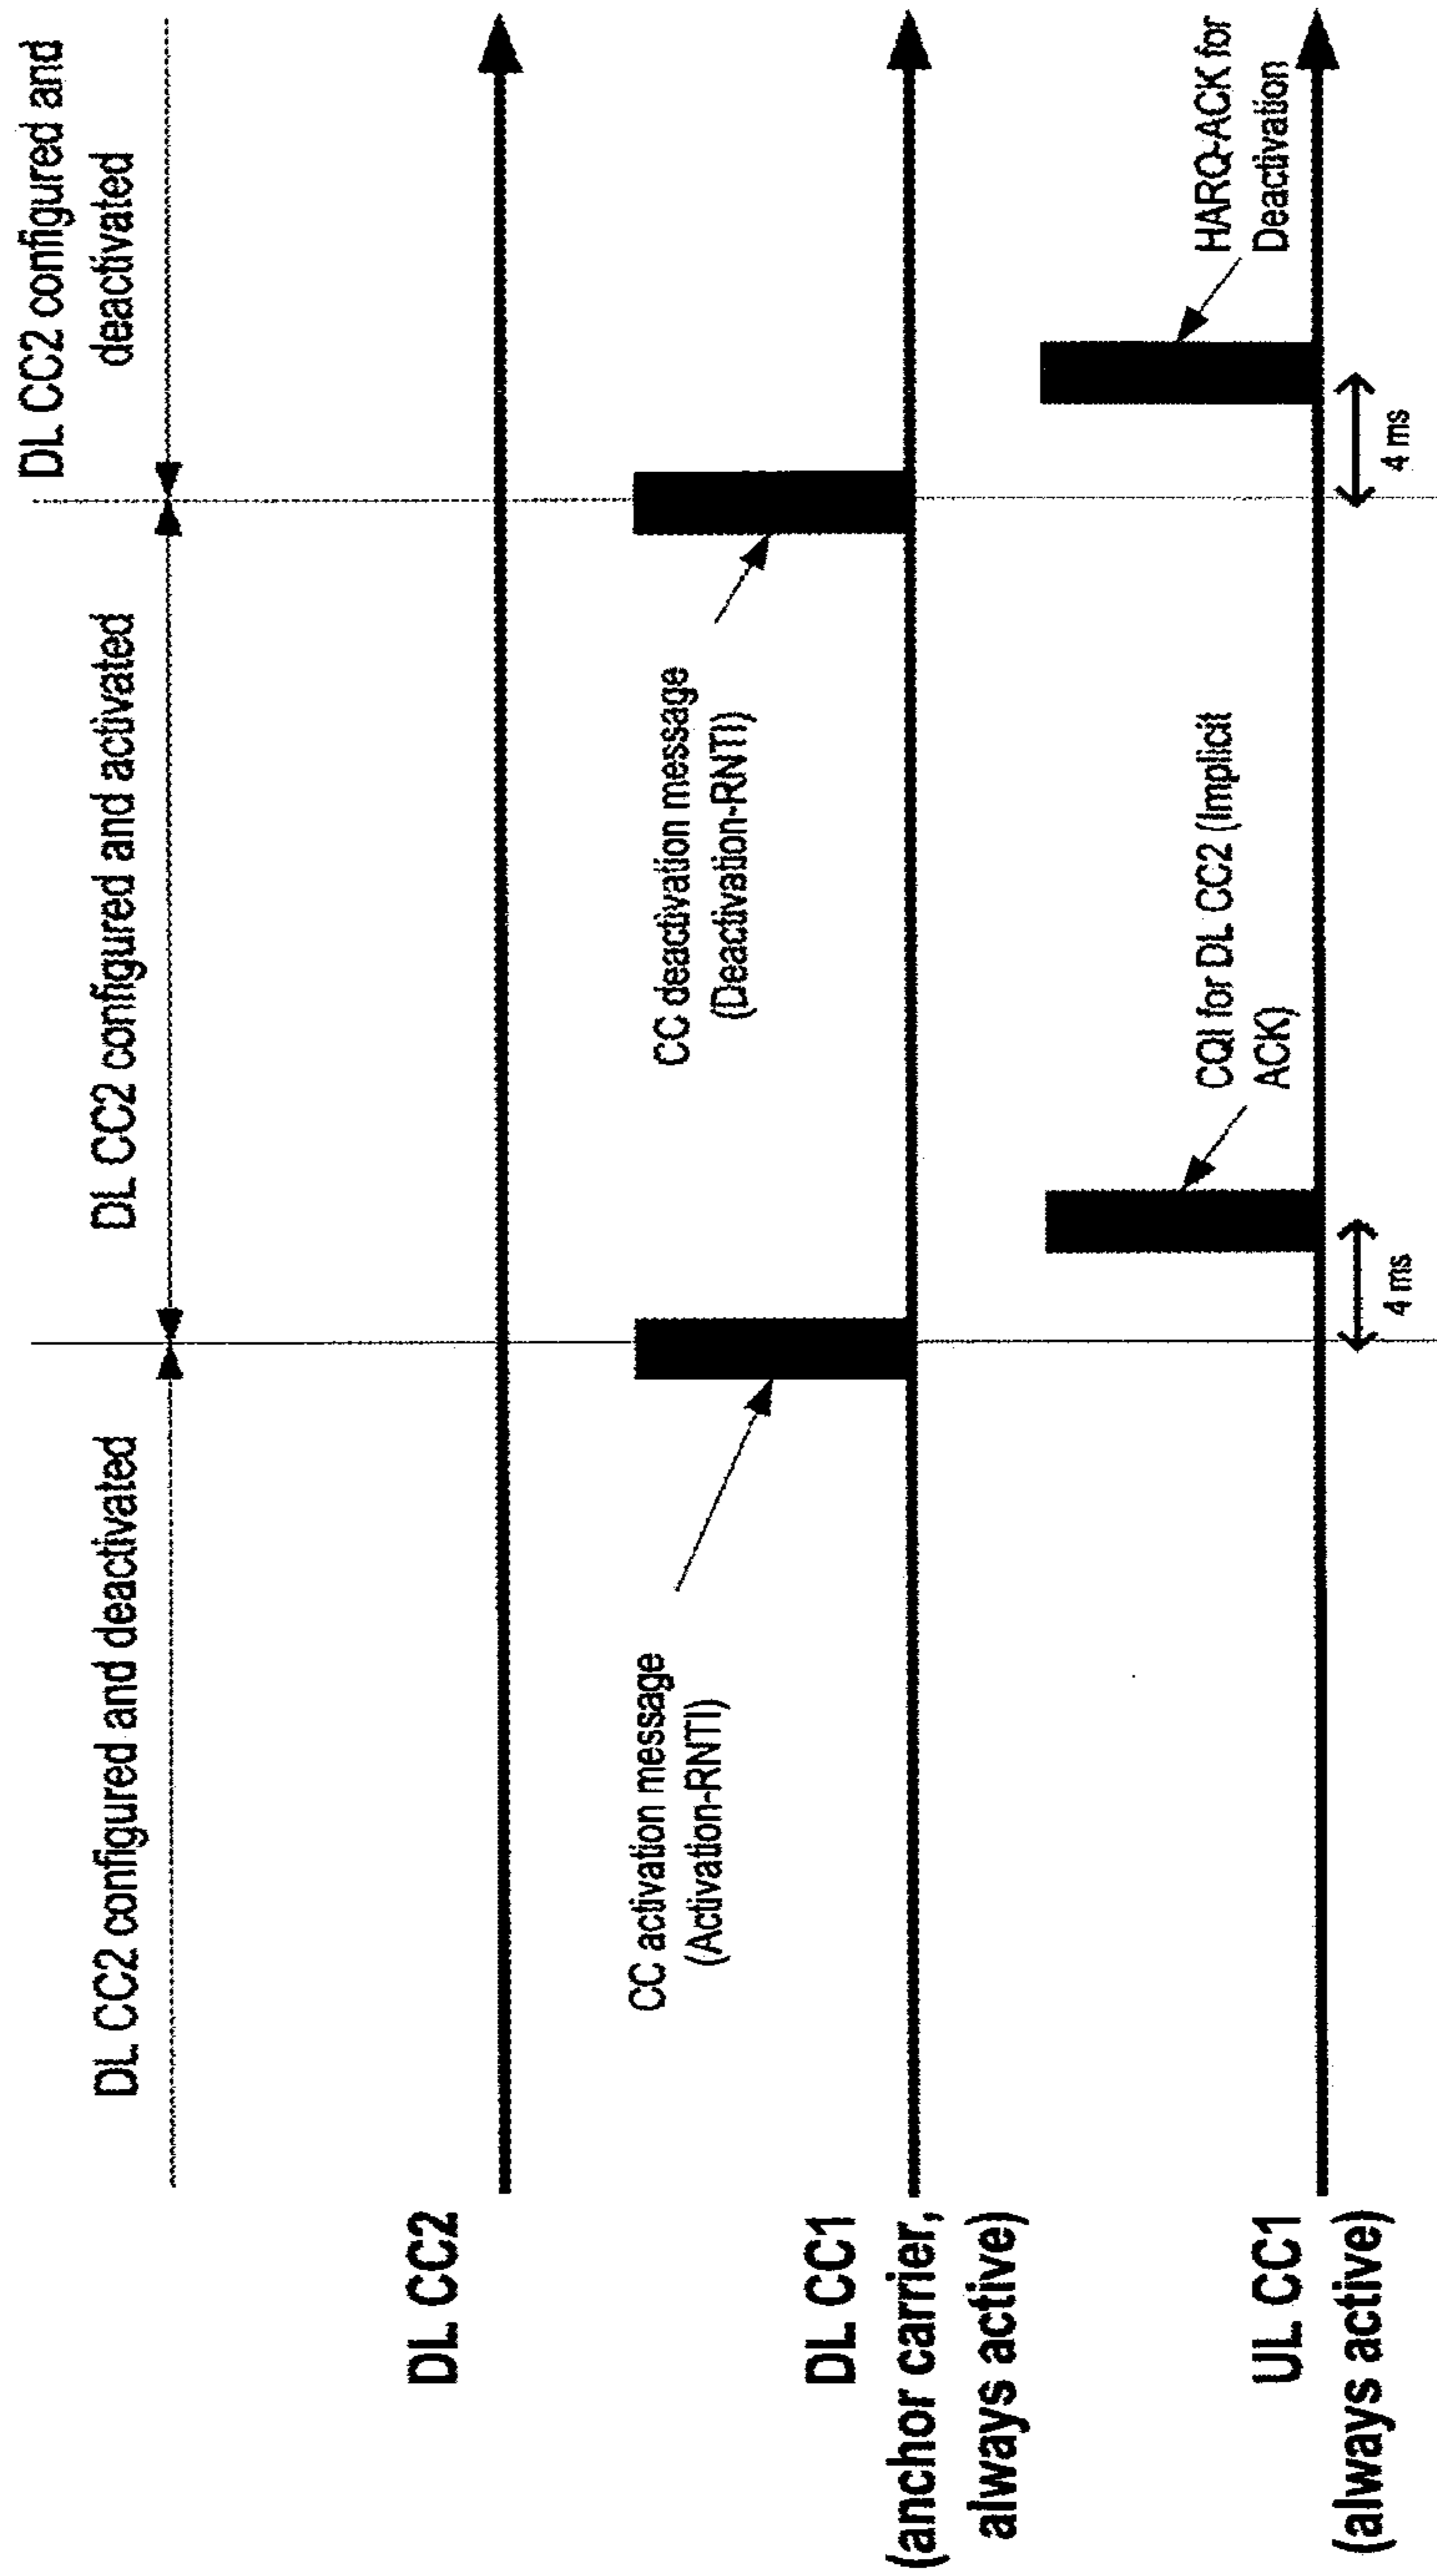 DL CC2 configured and deactivated
DL CC2 configured and activated
DL CC2 configured and
deactivated
DL CC2
CC activation message
(Activation-RNTI)
CC deactivation message
(Deactivation-RNTI)
DL CC1
(anchor carrier,
always active)
CQI for DL CC2 (Implicit
ACK)
HARQ-ACK for
Deactivation
UL CC1
(always active)
4 ms
4 ms